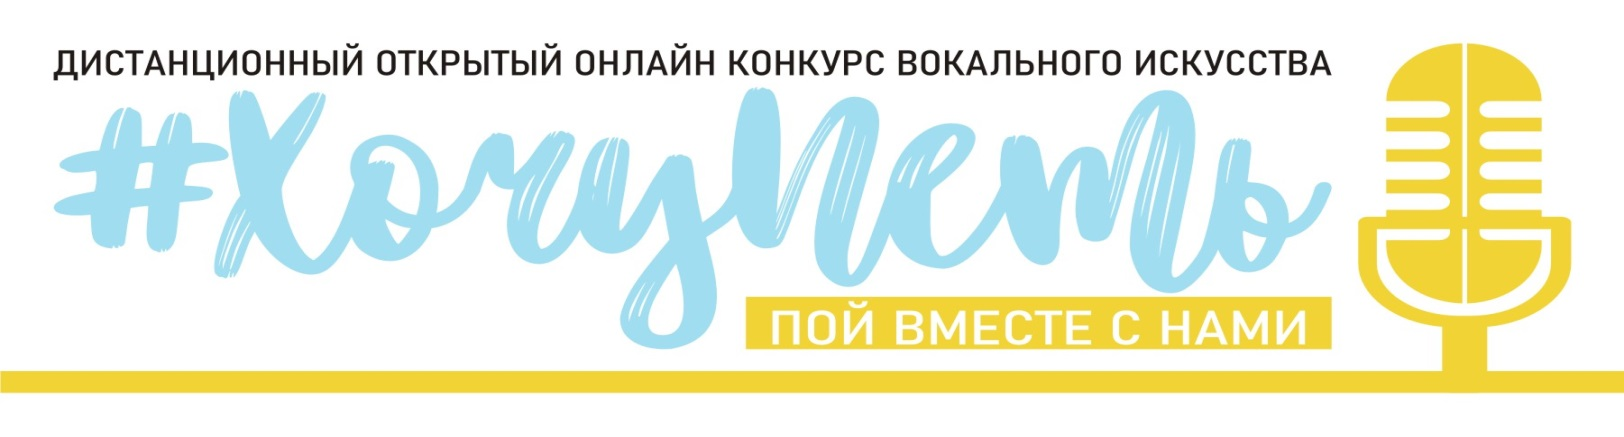 ДИСТАНЦИОННЫЙ ОТКРЫТЫЙ ОНЛАЙН КОНКУРС ВОКАЛЬНОГО ИСКУССТВА
#ХочуПеть
ПОЙ ВМЕСТЕ С НАМИ